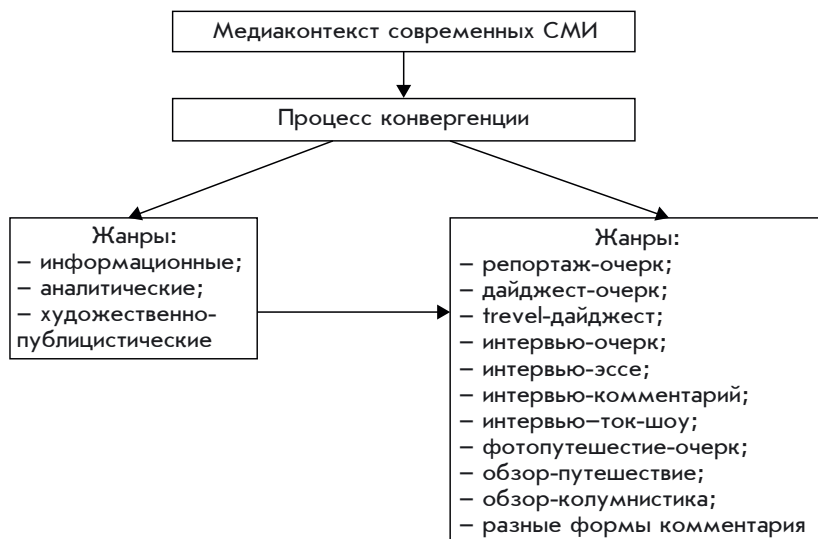 Медиаконтекст современных СМИ
Процесс конвергенции
Жанры:
– информационные;
– аналитические;
– художественно-
публицистические
Жанры:
– репортаж-очерк;
– дайджест-очерк;
– trevel-дайджест;
– интервью-очерк;
– интервью-эссе;
– интервью-комментарий;
– интервью–ток-шоу;
– фотопутешестие-очерк;
– обзор-путешествие;
– обзор-колумнистика;
– разные формы комментария